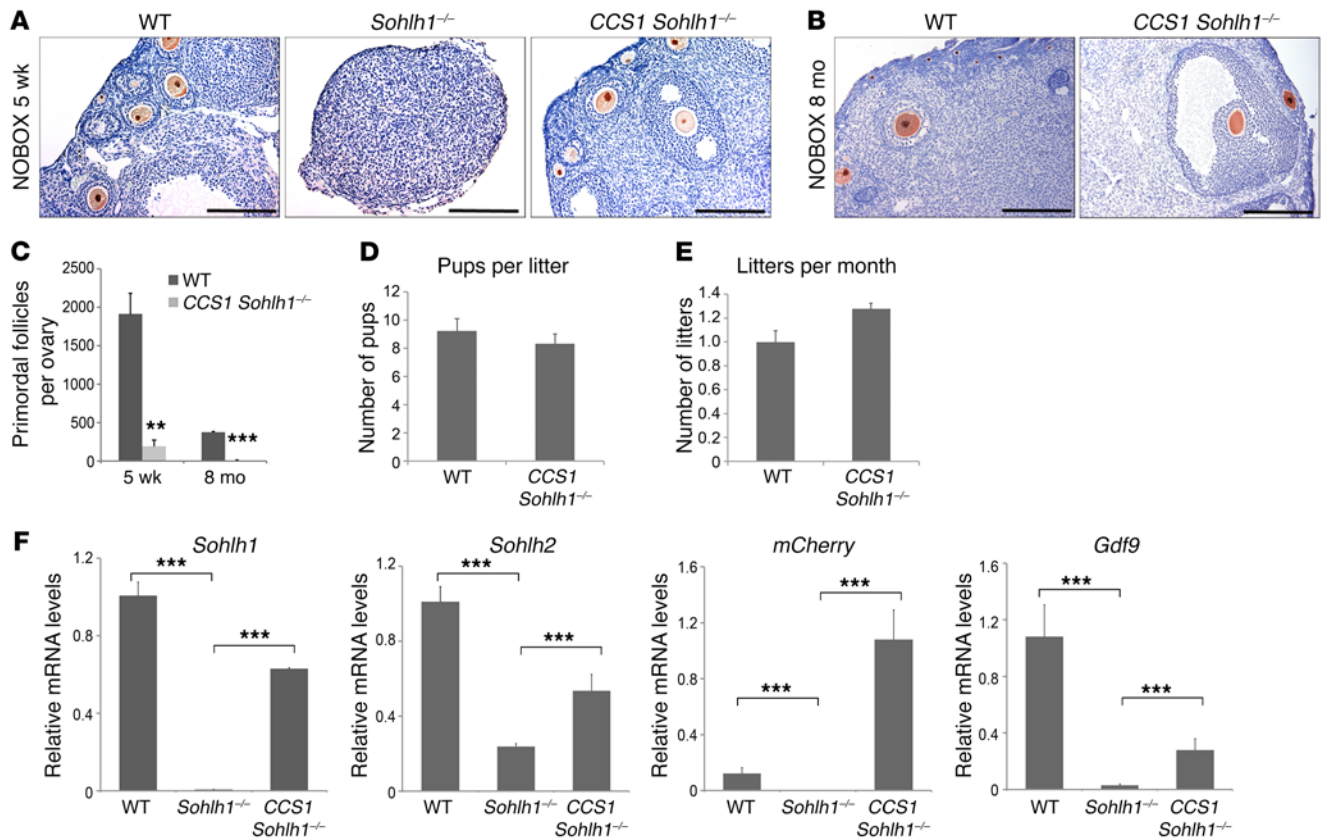 A
WT
Sohlh1–/–
CCS1 Sohlh1–/–
NOBOX 5 wk
B
WT
CCS1 Sohlh1–/–
NOBOX 8 mo
C
Primordal follicles
per ovary
2500
2000
1500
1000
500
0
WT
CCS1 Sohlh1–/–
**
***
5 wk
8 mo
D
Pups per litter
Number of pups
12
10
8
6
4
2
0
WT
CCS1
Sohlh1–/–
E
Litters per month
Number of litters
1.4
1.2
1.0
0.8
0.6
0.4
0.2
0
WT
CCS1
Sohlh1–/–
F
Sohlh1
Relative mRNA levels
1.2
0.8
0.4
0
***
***
WT
Sohlh1–/–
CCS1
Sohlh1–/–
Sohlh2
Relative mRNA levels
1.2
0.8
0.4
0
***
***
WT
Sohlh1–/–
CCS1
Sohlh1–/–
mCherry
Relative mRNA levels
1.6
1.2
0.8
0.4
0
***
***
WT
Sohlh1–/–
CCS1
Sohlh1–/–
Gdf9
Relative mRNA levels
1.6
1.2
0.8
0.4
0
***
***
WT
Sohlh1–/–
CCS1
Sohlh1–/–